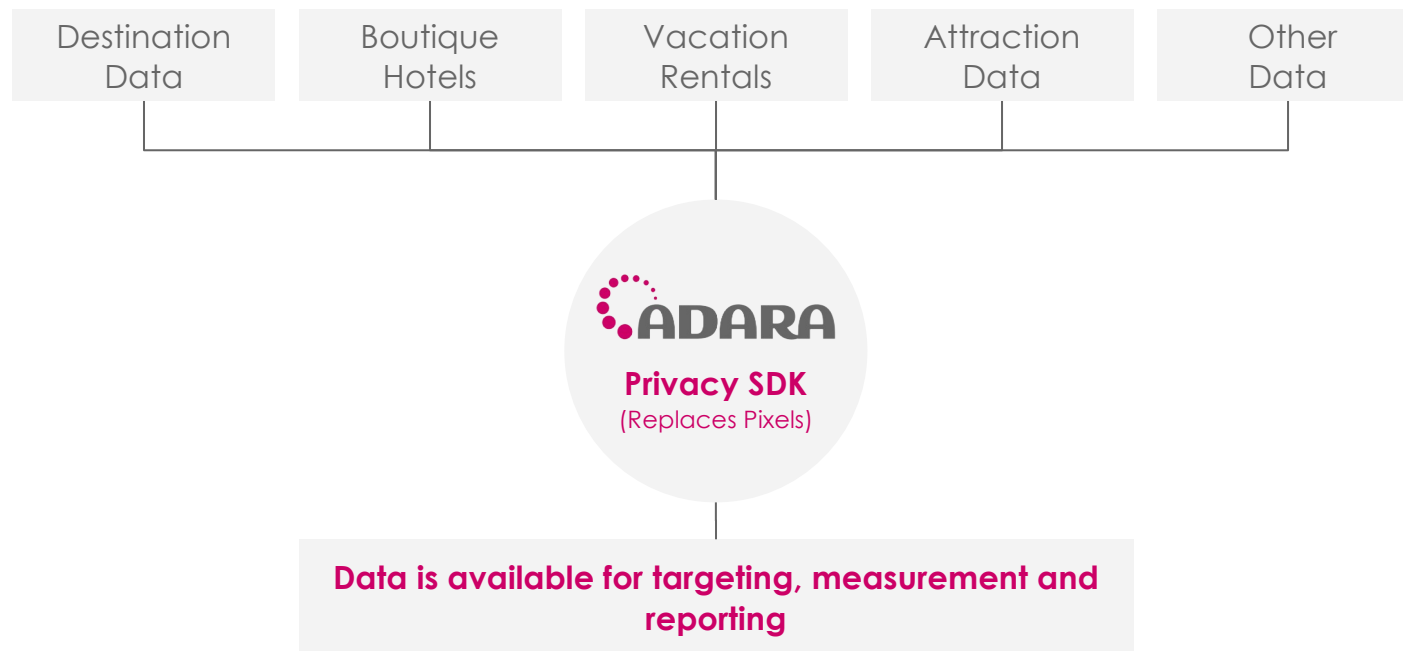 Destination
Data
Boutique
Hotels
Vacation
Rentals
Attraction
Data
Other
Data
ADARA
Privacy SDK
(Replaces Pixels)
Data is available for targeting, measurement and
reporting